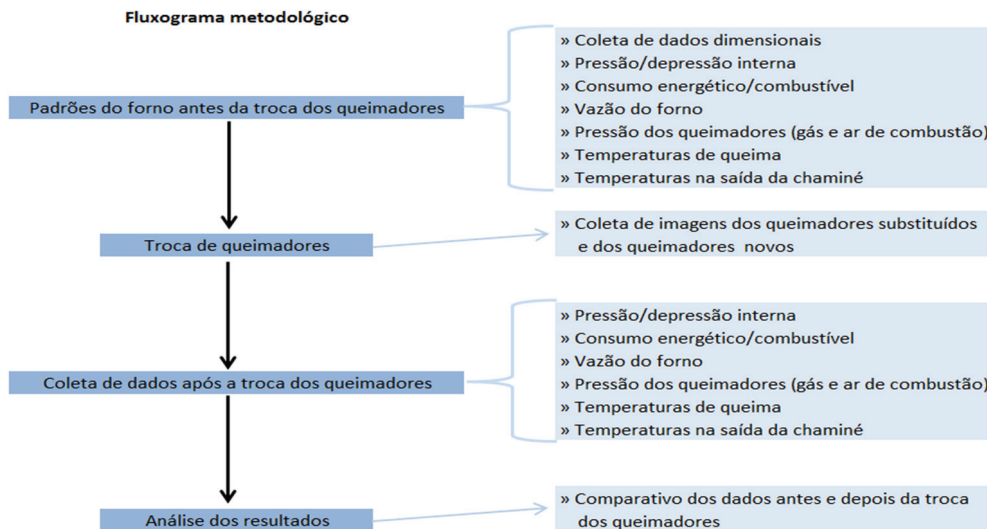 Fluxograma metodológico
Padrões do forno antes da troca dos queimadores
» Coleta de dados dimensionais
» Pressão/depressão interna
» Consumo energético/combustível
» Vazão do forno
» Pressão dos queimadores (gás e ar de combustão)
» Temperaturas de queima
» Temperaturas na saída da chaminé
Troca de queimadores
» Coleta de imagens dos queimadores substituídos
e dos queimadores novos
Coleta de dados após a troca dos queimadores
» Pressão/depressão interna
» Consumo energético/combustível
» Vazão do forno
» Pressão dos queimadores (gás e ar de combustão)
» Temperaturas de queima
» Temperaturas na saída da chaminé
Análise dos resultados
» Comparativo dos dados antes e depois da troca
dos queimadores